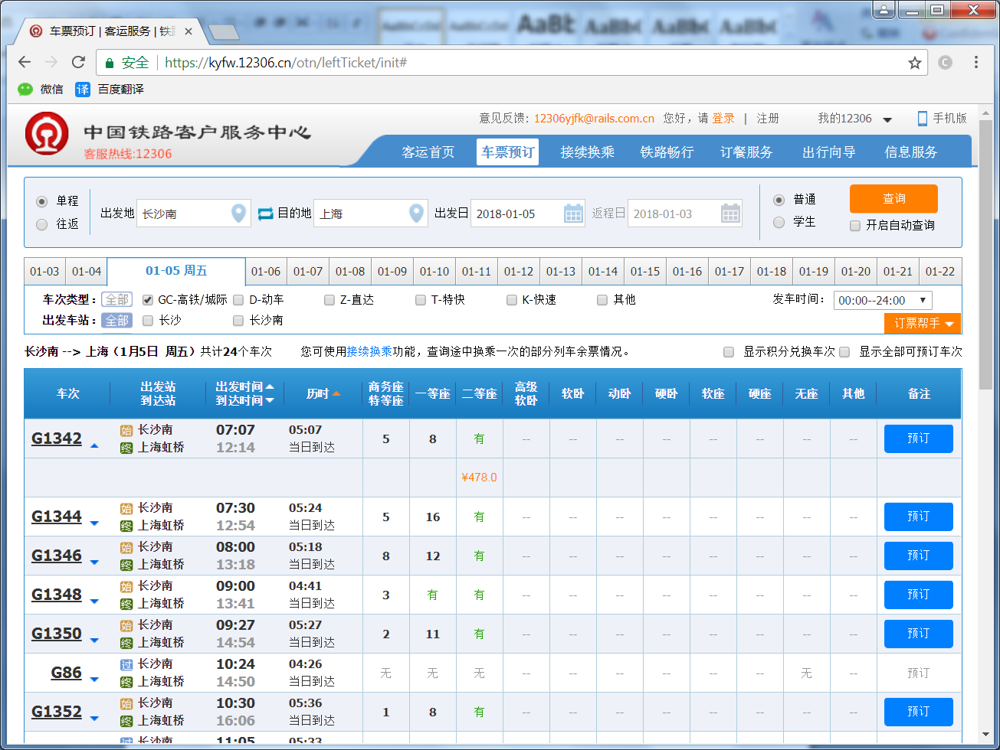 车票预订 | 客运服务 | 铁
安全 https://kyfw.12306.cn/otn/leftTicket/init#
微信 译 百度翻译
中国铁路客户服务中心
客服热线:12306
意见反馈: 12306yjfk@rails.com.cn 您好，请 登录 | 注册 我的12306 手机版
客运首页 车票预订 接续换乘 铁路畅行 订餐服务 出行向导 信息服务
单程
往返
出发地 长沙南 目的地 上海 出发日 2018-01-05 返程日 2018-01-03
普通
学生
查询
开启自动查询
01-03 01-04 01-05 周五 01-06 01-07 01-08 01-09 01-10 01-11 01-12 01-13 01-14 01-15 01-16 01-17 01-18 01-19 01-20 01-21 01-22
车次类型： 全部 GC-高铁/城际 D-动车 Z-直达 T-特快 K-快速 其他 发车时间： 00:00--24:00
出发车站： 全部 长沙 长沙南
订票帮手
长沙南 --> 上海（1月5日 周五）共计24个车次 您可使用接续换乘功能，查询途中换乘一次的部分列车余票情况。 显示积分兑换车次 显示全部可预订车次
车次 出发站 到达站 出发时间 到达时间 历时 商务座 特等座 一等座 二等座 高级 软卧 软卧 动卧 硬卧 软座 硬座 无座 其他 备注
G1342 始 长沙南 07:07 05:07 5 8 有 -- -- -- -- -- -- -- -- 预订
终 上海虹桥 12:14 当日到达
¥478.0
G1344 始 长沙南 07:30 05:24 5 16 有 -- -- -- -- -- -- -- -- 预订
终 上海虹桥 12:54 当日到达
G1346 始 长沙南 08:00 05:18 8 12 有 -- -- -- -- -- -- -- -- 预订
终 上海虹桥 13:18 当日到达
G1348 始 长沙南 09:00 04:41 3 有 有 -- -- -- -- -- -- -- -- 预订
终 上海虹桥 13:41 当日到达
G1350 始 长沙南 09:27 05:27 2 11 有 -- -- -- -- -- -- -- -- 预订
终 上海虹桥 14:54 当日到达
G86 过 长沙南 10:24 04:26 无 无 无 -- -- -- -- -- -- 无 -- 预订
终 上海虹桥 14:50 当日到达
G1352 始 长沙南 10:30 05:36 1 8 有 -- -- -- -- -- -- -- -- 预订
终 上海虹桥 16:06 当日到达
过 长沙南 11:05 05:33